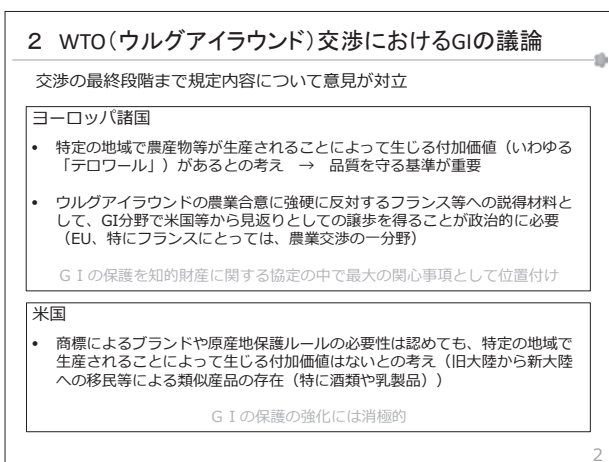 ２ WTO（ウルグアイラウンド）交渉におけるGIの議論
交渉の最終段階まで規定内容について意見が対立
ヨーロッパ諸国
• 特定の地域で農産物等が生産されることによって生じる付加価値（いわゆる
「テロワール」）があるとの考え → 品質を守る基準が重要
• ウルグアイラウンドの農業合意に強硬に反対するフランス等への説得材料と
して、GI分野で米国等から見返りとしての譲歩を得ることが政治的に必要
（EU、特にフランスにとっては、農業交渉の一分野）
ＧＩの保護を知的財産に関する協定の中で最大の関心事項として位置付け
米国
• 商標によるブランドや原産地保護ルールの必要性は認めても、特定の地域で
生産されることによって生じる付加価値はないとの考え（旧大陸から新大陸
への移民等による類似産品の存在（特に酒類や乳製品））
ＧＩの保護の強化には消極的
2